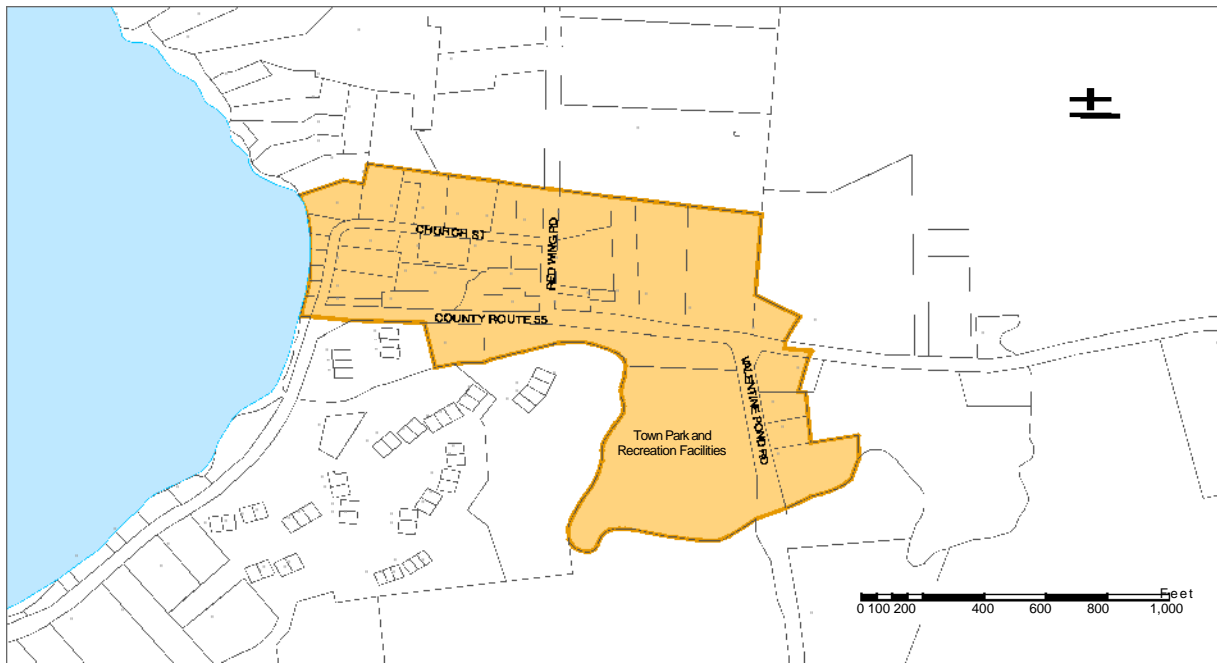 CHURCH ST
RED WING RD
COUNTY ROUTE 55
VALENTINE POND RD
Town Park and
Recreation Facilities
Feet
0 100 200 400 600 800 1,000